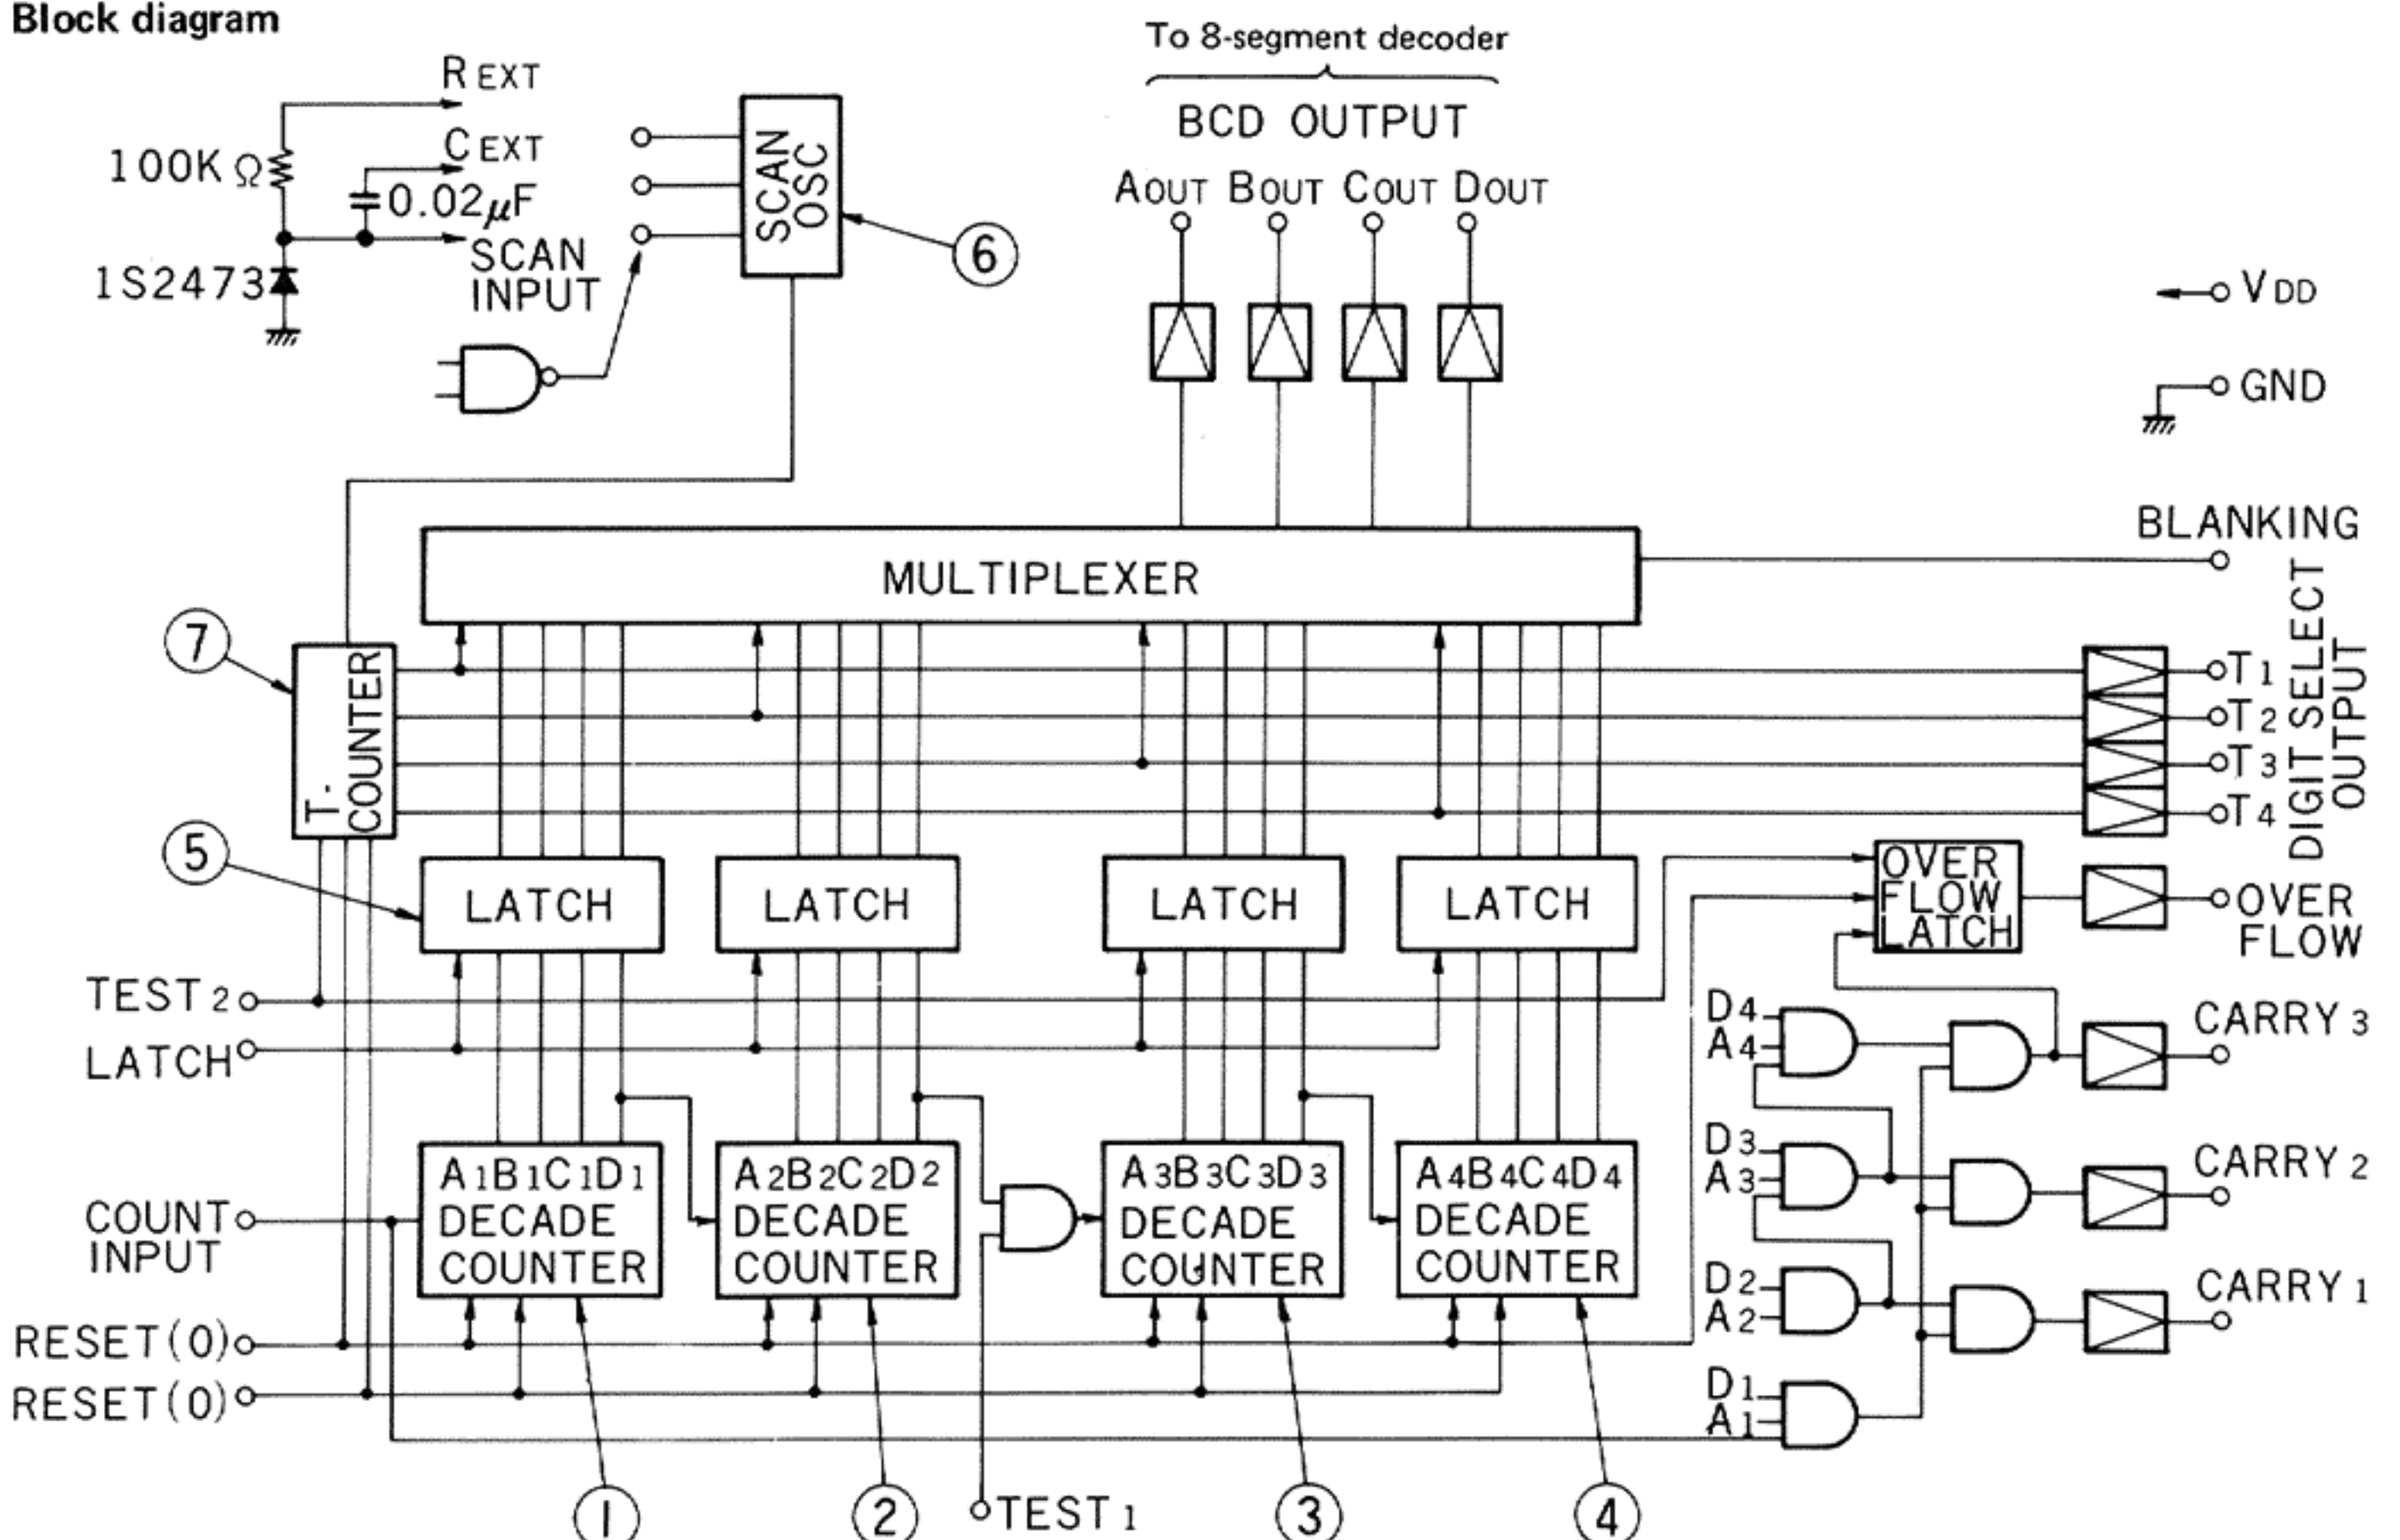 Block diagram
To 8-segment decoder
BCD OUTPUT
AOUT BOUT COUT DOUT
REXT
CEXT
100KΩ
0.02μF
SCAN
INPUT
1S2473
SCAN
OSC
6
VDD
GND
BLANKING
MULTIPLEXER
7
T.
COUNTER
T1
T2
T3
T4
DIGIT SELECT
OUTPUT
5
LATCH
LATCH
LATCH
LATCH
OVER
FLOW
LATCH
OVER
FLOW
TEST2
LATCH
D4
A4
CARRY3
D3
A3
CARRY2
A1B1C1D1
DECADE
COUNTER
A2B2C2D2
DECADE
COUNTER
A3B3C3D3
DECADE
COUNTER
A4B4C4D4
DECADE
COUNTER
COUNT
INPUT
D2
A2
CARRY1
RESET(0)
RESET(0)
D1
A1
1
2
TEST1
3
4